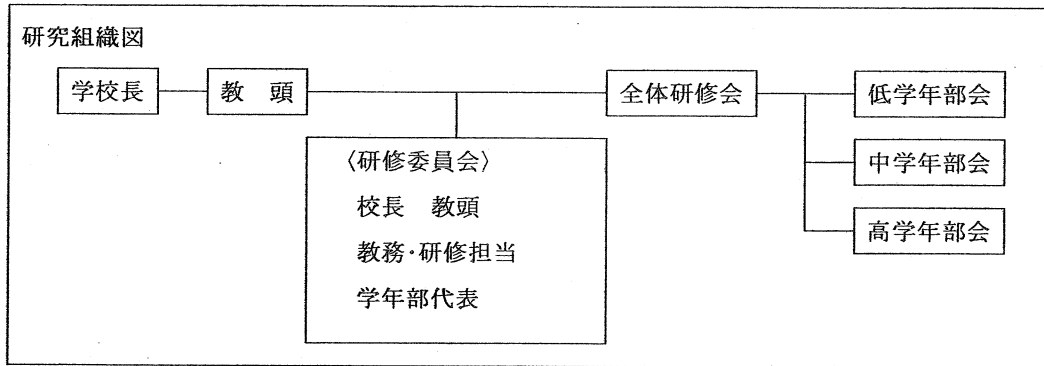 研究組織図
学校長
教　頭
全体研修会
低学年部会
中学年部会
高学年部会
〈研修委員会〉
校長　教頭
教務・研修担当
学年部代表